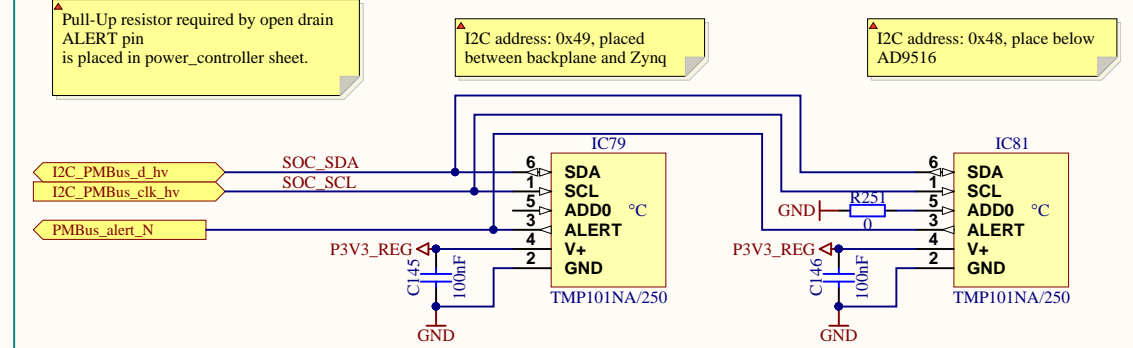 Pull-Up resistor required by open drain
ALERT pin
is placed in power_controller sheet.
I2C address: 0x49, placed
between backplane and Zynq
I2C address: 0x48, place below
AD9516
I2C_PMBus_d_hv
I2C_PMBus_clk_hv
PMBus_alert_N
SOC_SDA
SOC_SCL
IC79
6 SDA
1 SCL
5 ADD0 °C
3 ALERT
4 V+
2 GND
TMP101NA/250
P3V3_REG
C145
100nF
GND
IC81
6 SDA
1 SCL
5 ADD0 °C
3 ALERT
4 V+
2 GND
TMP101NA/250
GND
R251
0
P3V3_REG
C146
100nF
GND